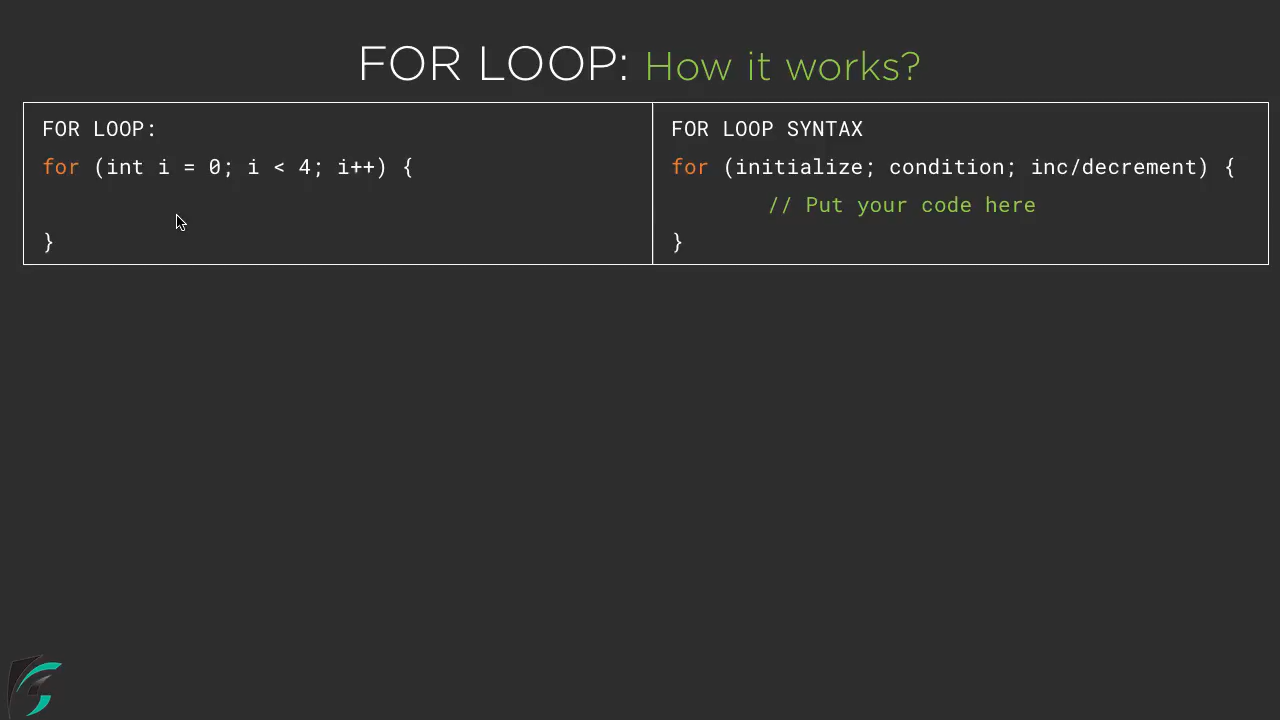 FOR LOOP: How it works?
FOR LOOP:
for (int i = 0; i < 4; i++) {
}
FOR LOOP SYNTAX
for (initialize; condition; inc/decrement) {
// Put your code here
}